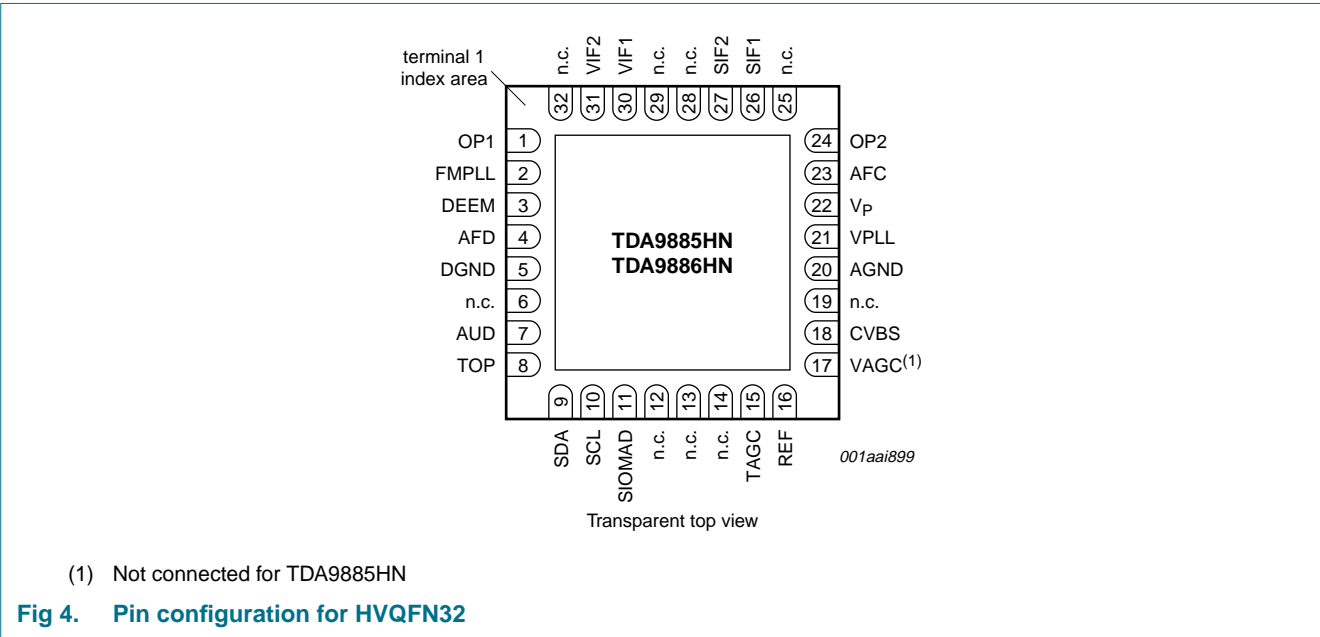 terminal 1
index area
n.c.
VIF2
VIF1
n.c.
n.c.
SIF2
SIF1
n.c.
32
31
30
29
28
27
26
25
OP1 1
FMPLL 2
DEEM 3
AFD 4
DGND 5
n.c. 6
AUD 7
TOP 8
TDA9885HN
TDA9886HN
24 OP2
23 AFC
22 VP
21 VPLL
20 AGND
19 n.c.
18 CVBS
17 VAGC(1)
9
10
11
12
13
14
15
16
SDA
SCL
SIOMAD
n.c.
n.c.
n.c.
TAGC
REF
001aai899
Transparent top view
(1) Not connected for TDA9885HN
Fig 4. Pin configuration for HVQFN32